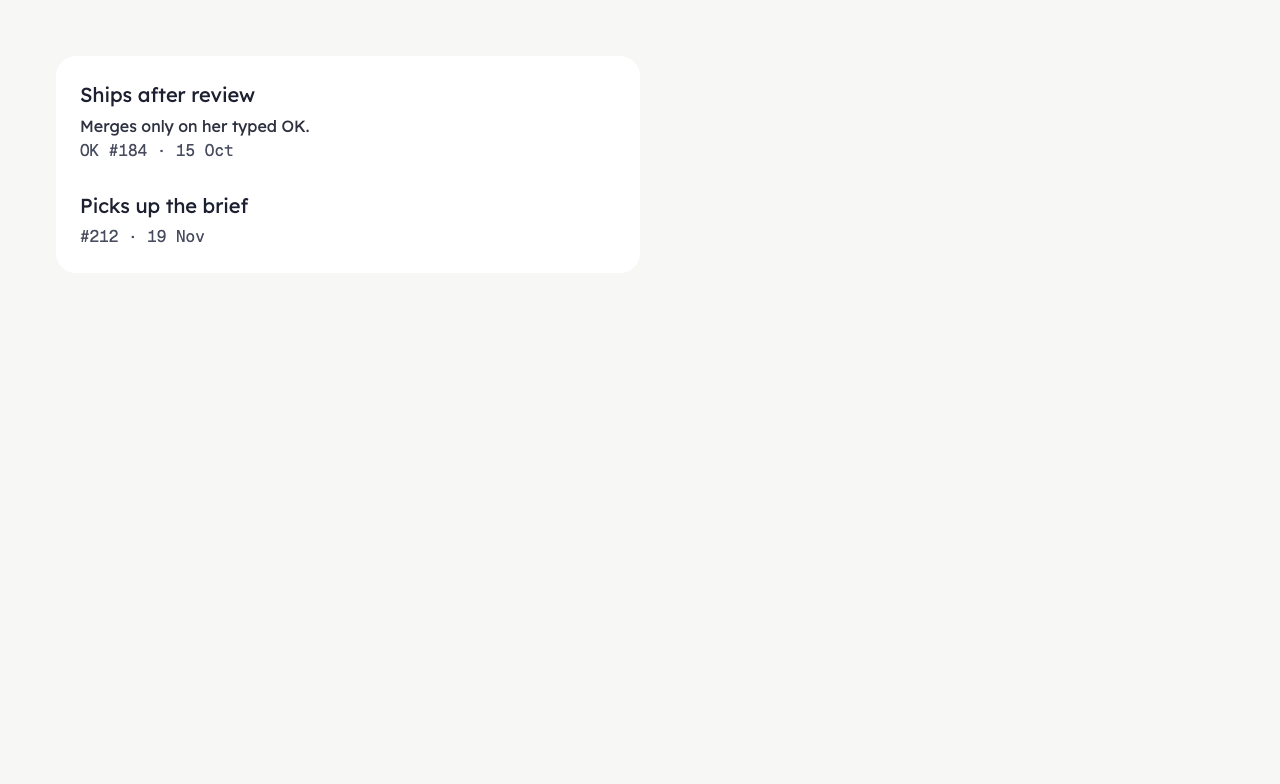 Ships after review
Merges only on her typed OK.
OK #184 · 15 Oct
Picks up the brief
#212 · 19 Nov